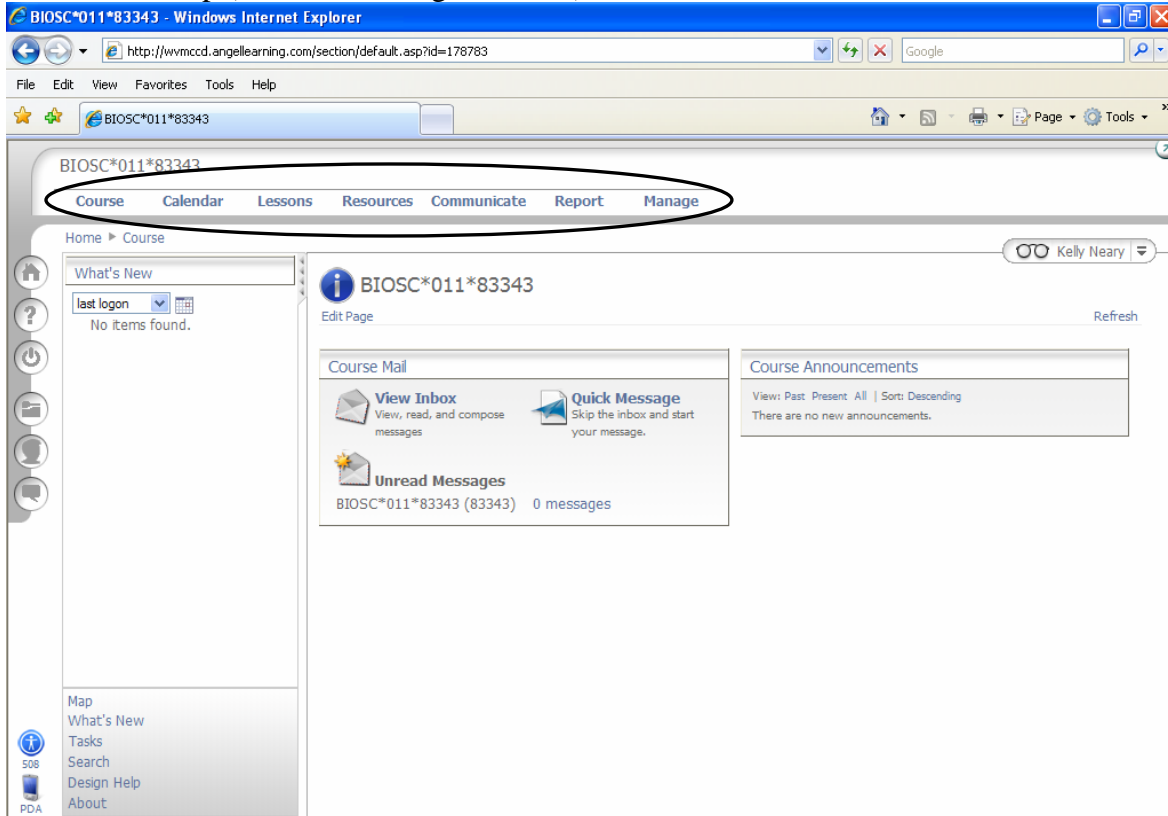 BIOSC*011*83343 - Windows Internet Explorer
http://wvmccd.angellearning.com/section/default.asp?id=178783
Google
File Edit View Favorites Tools Help
BIOSC*011*83343
Page Tools
BIOSC*011*83343
Course Calendar Lessons Resources Communicate Report Manage
Home Course
Kelly Neary
What's New
last logon
No items found.
BIOSC*011*83343
Edit Page Refresh
Course Mail
View Inbox
View, read, and compose
messages
Quick Message
Skip the inbox and start
your message.
Unread Messages
BIOSC*011*83343 (83343) 0 messages
Course Announcements
View: Past Present All | Sort: Descending
There are no new announcements.
Map
What's New
Tasks
Search
Design Help
About
508
PDA